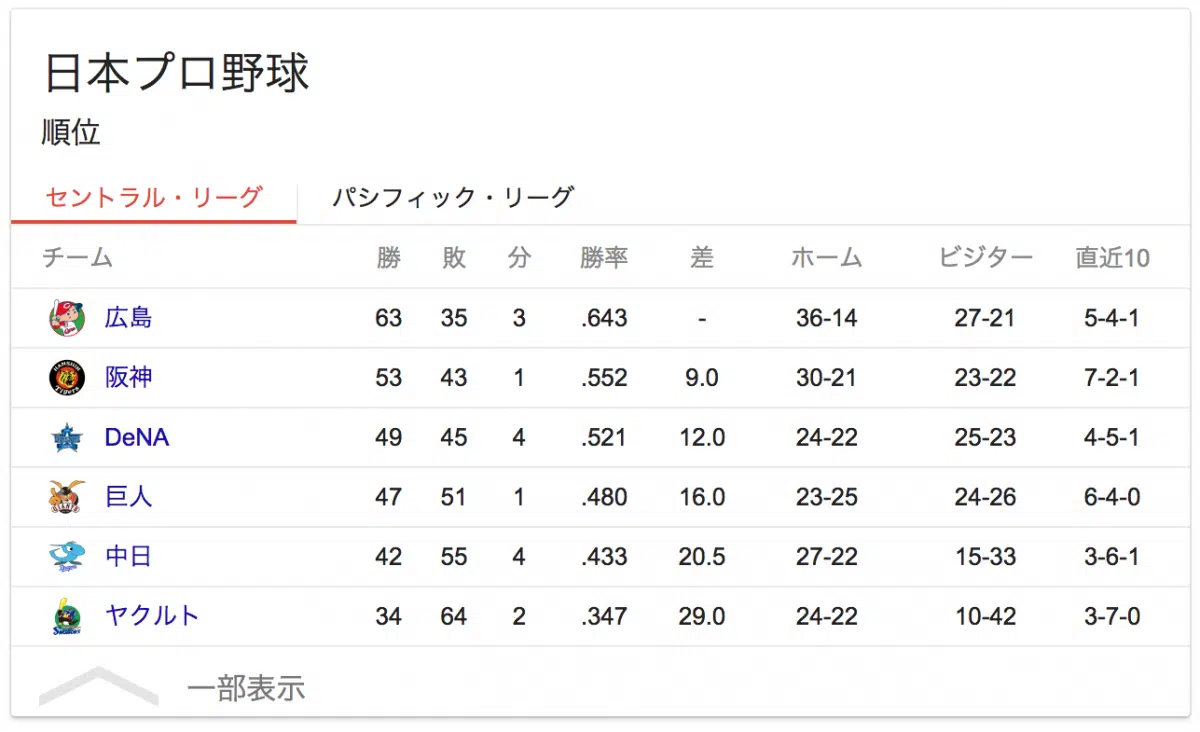 日本プロ野球
順位
セントラル・リーグ パシフィック・リーグ
チーム 勝 敗 分 勝率 差 ホーム ビジター 直近10
広島 63 35 3 .643 - 36-14 27-21 5-4-1
阪神 53 43 1 .552 9.0 30-21 23-22 7-2-1
DeNA 49 45 4 .521 12.0 24-22 25-23 4-5-1
巨人 47 51 1 .480 16.0 23-25 24-26 6-4-0
中日 42 55 4 .433 20.5 27-22 15-33 3-6-1
ヤクルト 34 64 2 .347 29.0 24-22 10-42 3-7-0
一部表示